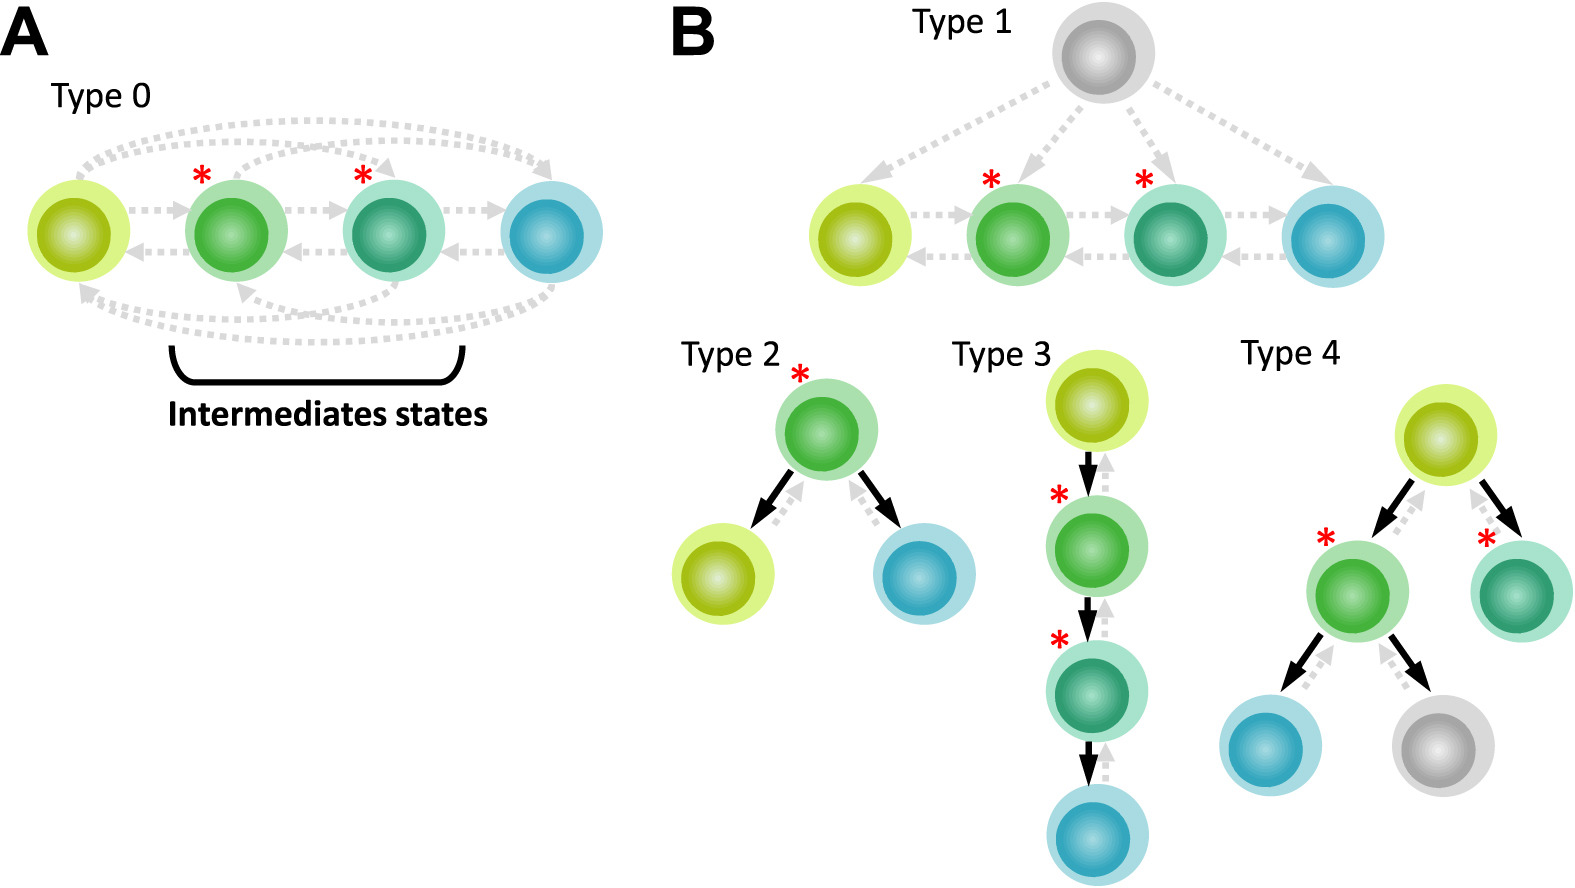 A
Type 0
*
*
Intermediates states
B
Type 1
*
*
Type 2
*
Type 3
*
*
Type 4
*
*